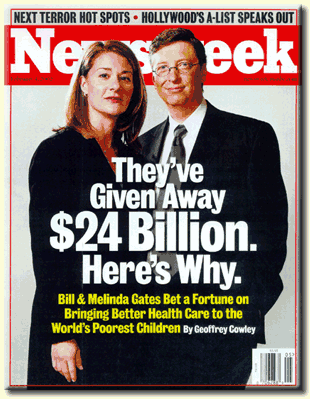 NEXT TERROR HOT SPOTS • HOLLYWOOD'S A-LIST SPEAKS OUT
Newsweek
They've
Given Away
$24 Billion.
Here's Why.
Bill & Melinda Gates Bet a Fortune on
Bringing Better Health Care to the
World's Poorest Children By Geoffrey Cowley